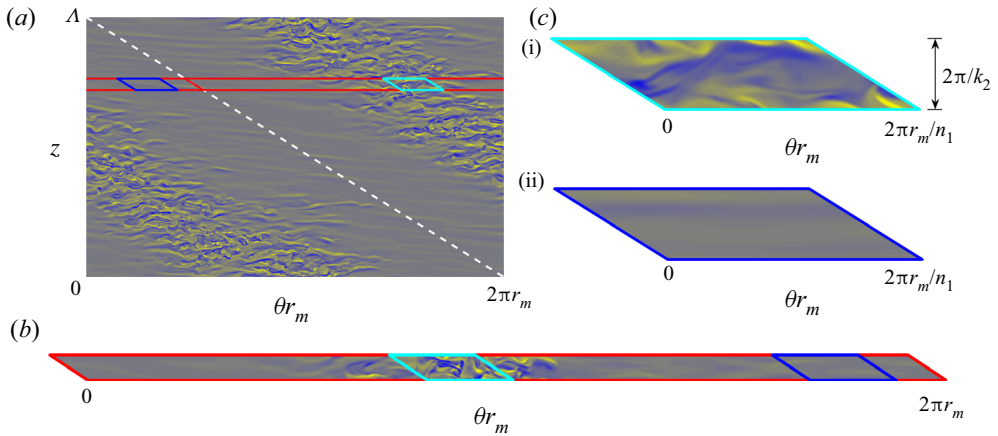 (a)
Λ
z
0
2πr_m
θr_m
(c)
(i)
2π/k_2
0
2πr_m/n_1
θr_m
(ii)
0
2πr_m/n_1
θr_m
(b)
0
2πr_m
θr_m